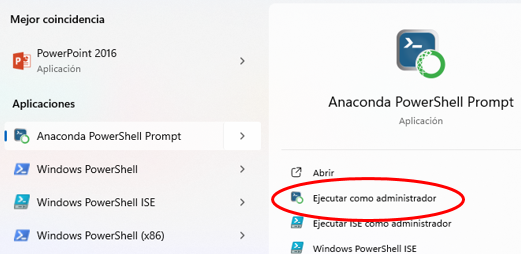 Mejor coincidencia
PowerPoint 2016
Aplicación
Aplicaciones
Anaconda PowerShell Prompt
Windows PowerShell
Windows PowerShell ISE
Windows PowerShell (x86)
Anaconda PowerShell Prompt
Aplicación
Abrir
Ejecutar como administrador
Ejecutar ISE como administrador
Windows PowerShell ISE